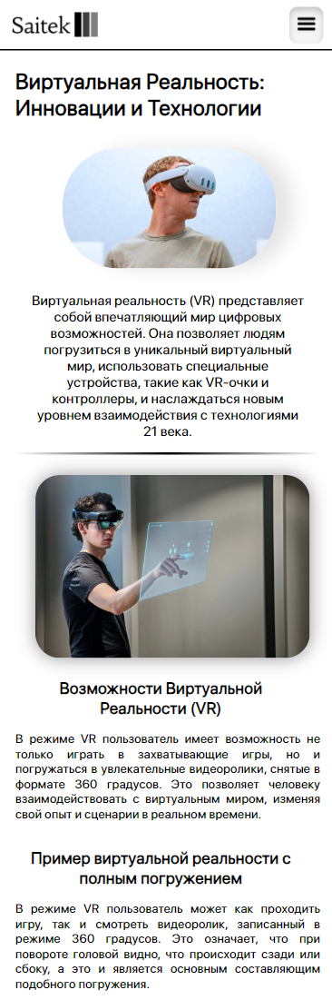 Saitek
Виртуальная Реальность:
Инновации и Технологии
Виртуальная реальность (VR) представляет
собой впечатляющий мир цифровых
возможностей. Она позволяет людям
погрузиться в уникальный виртуальный
мир, использовать специальные
устройства, такие как VR-очки и
контроллеры, и наслаждаться новым
уровнем взаимодействия с технологиями
21 века.
Возможности Виртуальной
Реальности (VR)
В режиме VR пользователь имеет возможность не
только играть в захватывающие игры, но и
погружаться в увлекательные видеоролики, снятые в
формате 360 градусов. Это позволяет человеку
взаимодействовать с виртуальным миром, изменяя
свой опыт и сценарии в реальном времени.
Пример виртуальной реальности с
полным погружением
В режиме VR пользователь может как проходить
игру, так и смотреть видеоролик, записанный в
режиме 360 градусов. Это означает, что при
повороте головой видно, что происходит сзади или
сбоку, а это и является основным составляющим
подобного погружения.